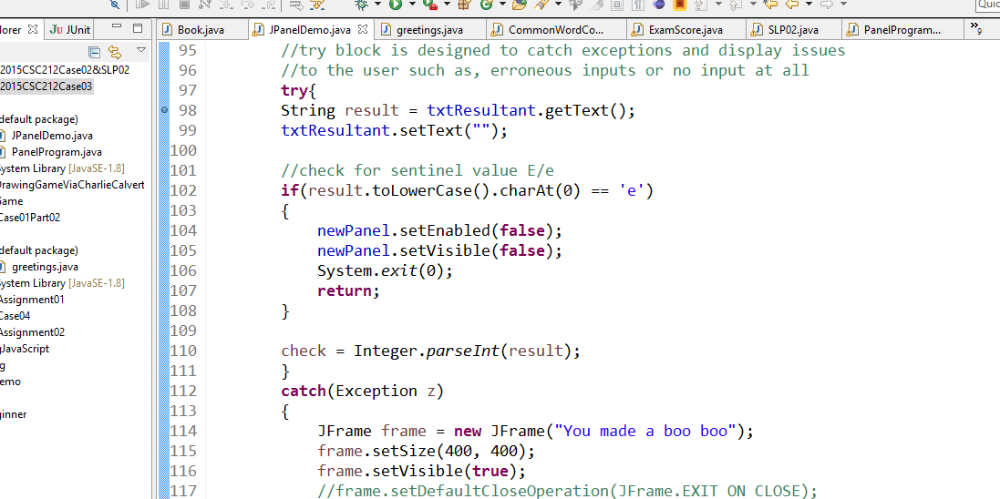 Quic
lorer JUnit
Book.java JPanelDemo.java greetings.java CommonWordCo... ExamScore.java SLP02.java PanelProgram... »9
2015CSC212Case02&SLP02
2015CSC212Case03
default package)
JPanelDemo.java
PanelProgram.java
System Library [JavaSE-1.8]
DrawingGameViaCharlieCalvert
Game
Case01Part02
default package)
greetings.java
System Library [JavaSE-1.8]
Assignment01
Case04
Assignment02
gJavaScript
g
emo
ginner
95 //try block is designed to catch exceptions and display issues
96 //to the user such as, erroneous inputs or no input at all
97 try{
98 String result = txtResultant.getText();
99 txtResultant.setText("");
100
101 //check for sentinel value E/e
102 if(result.toLowerCase().charAt(0) == 'e')
103 {
104 newPanel.setEnabled(false);
105 newPanel.setVisible(false);
106 System.exit(0);
107 return;
108 }
109
110 check = Integer.parseInt(result);
111 }
112 catch(Exception z)
113 {
114 JFrame frame = new JFrame("You made a boo boo");
115 frame.setSize(400, 400);
116 frame.setVisible(true);
117 //frame.setDefaultCloseOperation(JFrame.EXIT ON CLOSE);